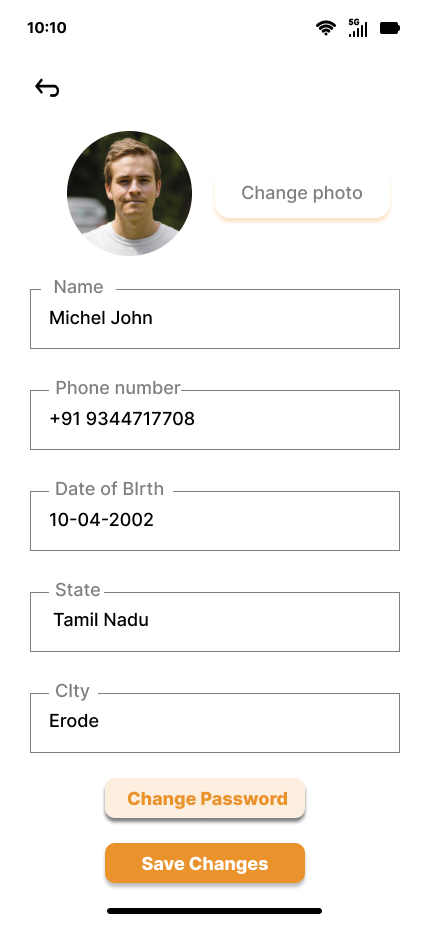 10:10
5G
Change photo
Name
Michel John
Phone number
+91 9344717708
Date of BIrth
10-04-2002
State
Tamil Nadu
CIty
Erode
Change Password
Save Changes